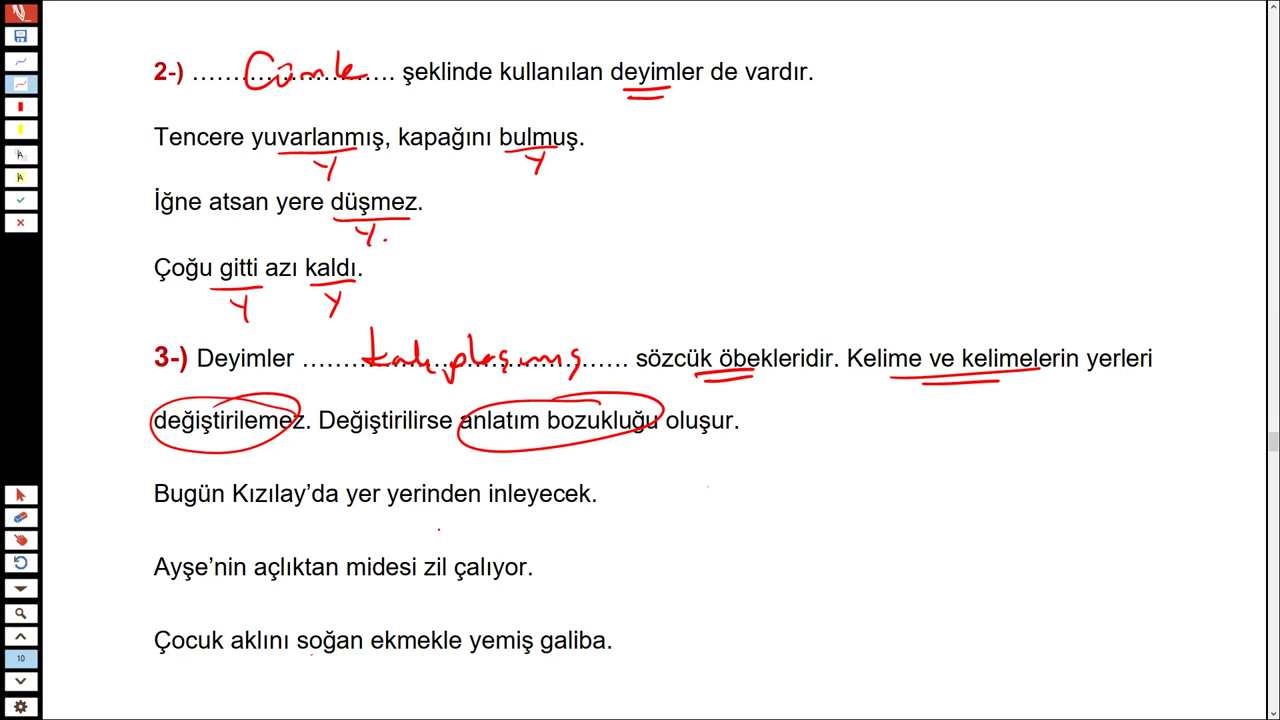 2-) ........Cümle........ şeklinde kullanılan deyimler de vardır.
Tencere yuvarlanmış, kapağını bulmuş.
Y Y
İğne atsan yere düşmez.
Y.
Çoğu gitti azı kaldı.
Y Y
3-) Deyimler ........kalıplaşmış........ sözcük öbekleridir. Kelime ve kelimelerin yerleri
değiştirilemez. Değiştirilirse anlatım bozukluğu oluşur.
Bugün Kızılay’da yer yerinden inleyecek.
Ayşe’nin açlıktan midesi zil çalıyor.
Çocuk aklını soğan ekmekle yemiş galiba.
10